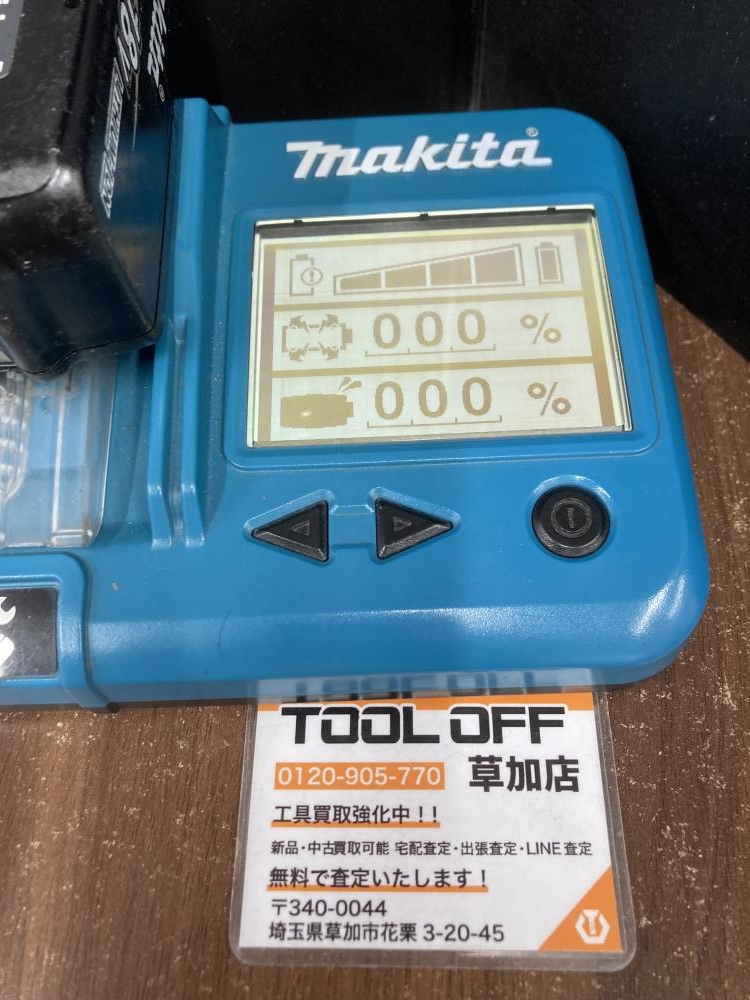 18V
makita
makita®
000 %
000 %
TOOL OFF
0120-905-770 草加店
工具買取強化中!!
新品・中古買取可能 宅配査定・出張査定・LINE査定
無料で査定いたします!
〒340-0044
埼玉県草加市花栗 3-20-45